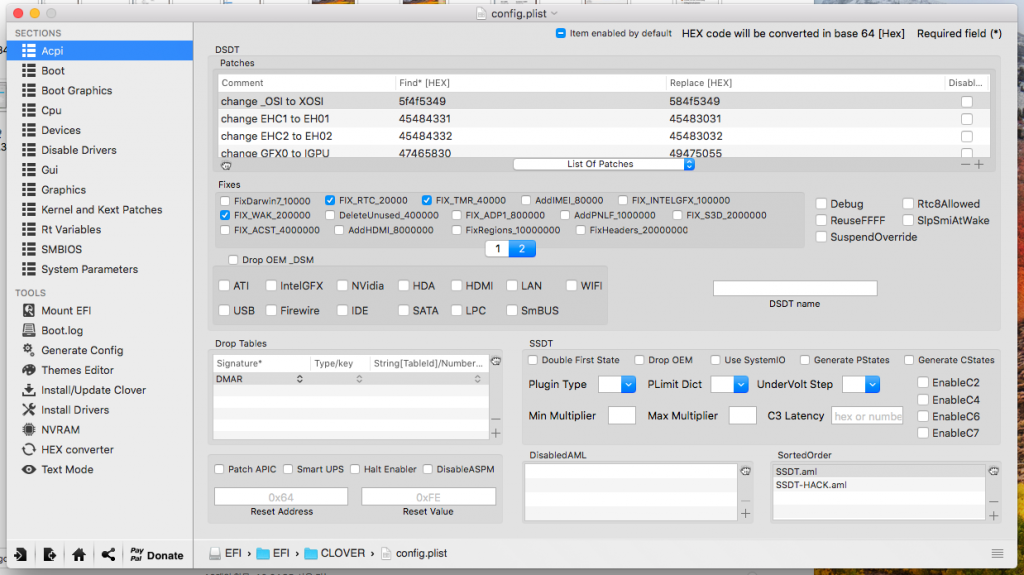 config.plist
SECTIONS
Acpi
Boot
Boot Graphics
Cpu
Devices
Disable Drivers
Gui
Graphics
Kernel and Kext Patches
Rt Variables
SMBIOS
System Parameters
TOOLS
Mount EFI
Boot.log
Generate Config
Themes Editor
Install/Update Clover
Install Drivers
NVRAM
HEX converter
Text Mode
Pay Pal Donate
Item enabled by default HEX code will be converted in base 64 [Hex] Required field (*)
DSDT
Patches
Comment Find* [HEX] Replace [HEX] Disabl...
change _OSI to XOSI 5f4f5349 584f5349
change EHC1 to EH01 45484331 45483031
change EHC2 to EH02 45484332 45483032
change GFX0 to IGPU 47465830 49475055
List Of Patches
Fixes
FixDarwin7_10000 FIX_RTC_20000 FIX_TMR_40000 AddIMEI_80000 FIX_INTELGFX_100000
FIX_WAK_200000 DeleteUnused_400000 FIX_ADP1_800000 AddPNLF_1000000 FIX_S3D_2000000
FIX_ACST_4000000 AddHDMI_8000000 FixRegions_10000000 FixHeaders_20000000
1 2
Debug Rtc8Allowed
ReuseFFFF SlpSmiAtWake
SuspendOverride
Drop OEM _DSM
ATI IntelGFX NVidia HDA HDMI LAN WIFI
USB Firewire IDE SATA LPC SmBUS
DSDT name
Drop Tables
Signature* Type/key String[TableId]/Number...
DMAR
SSDT
Double First State Drop OEM Use SystemIO Generate PStates Generate CStates
Plugin Type PLimit Dict UnderVolt Step
Min Multiplier Max Multiplier C3 Latency hex or numbe
EnableC2
EnableC4
EnableC6
EnableC7
Patch APIC Smart UPS Halt Enabler DisableASPM
0x64 0xFE
Reset Address Reset Value
DisabledAML
SortedOrder
SSDT.aml
SSDT-HACK.aml
EFI › EFI › CLOVER › config.plist